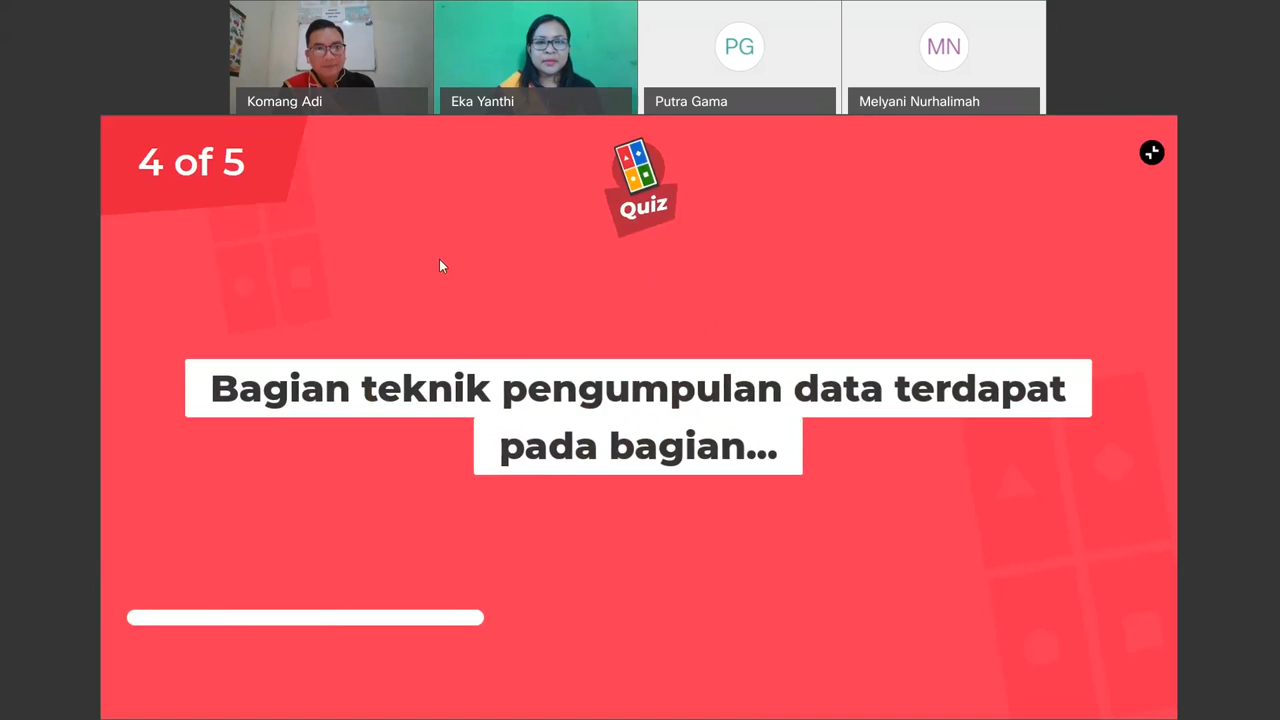 PG
MN
Komang Adi
Eka Yanthi
Putra Gama
Melyani Nurhalimah
4 of 5
Quiz
Bagian teknik pengumpulan data terdapat
pada bagian...